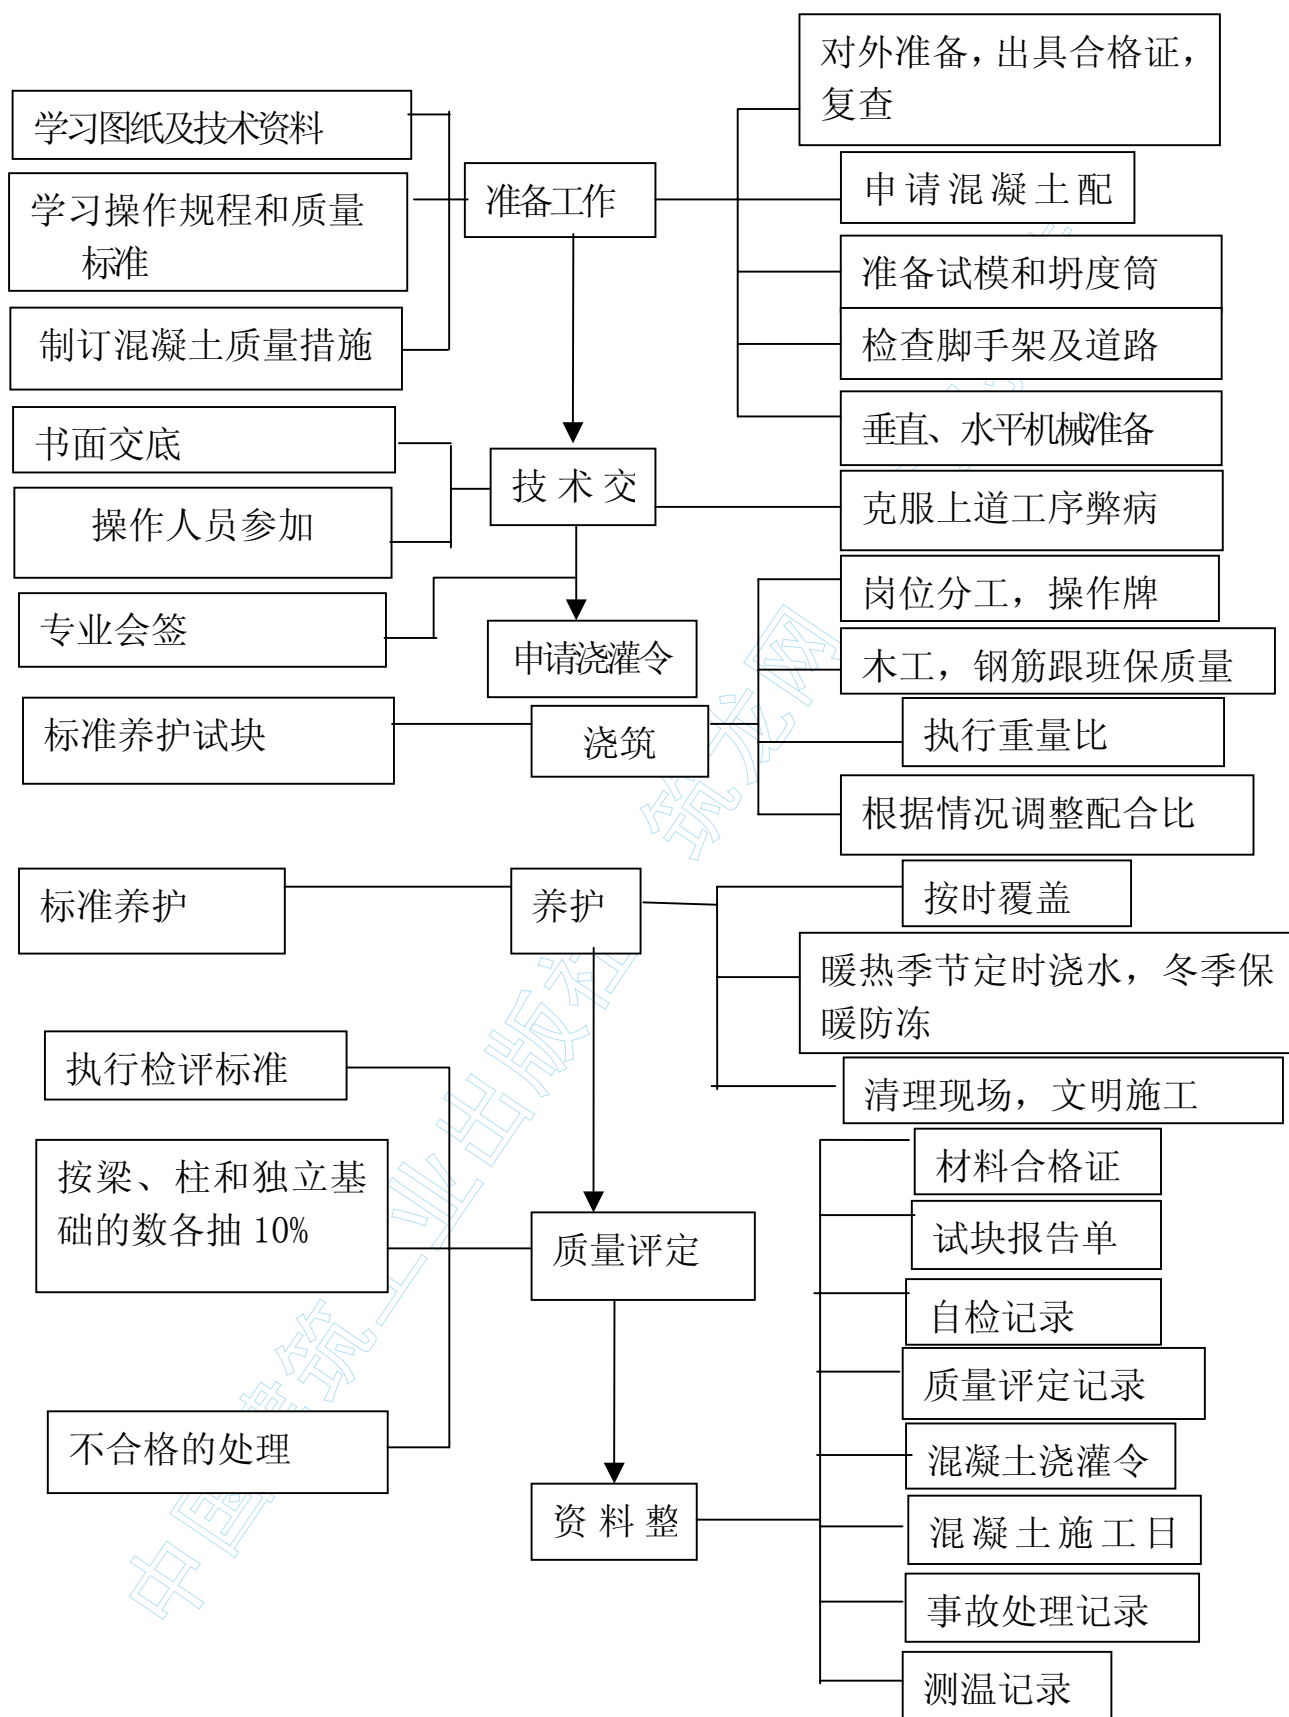 对外准备，出具合格证，
复查
学习图纸及技术资料
准备工作
申请混凝土配
学习操作规程和质量
标准
准备试模和坍度筒
制订混凝土质量措施
检查脚手架及道路
垂直、水平机械准备
书面交底
技术交
克服上道工序弊病
操作人员参加
岗位分工，操作牌
专业会签
申请浇灌令
木工，钢筋跟班保质量
标准养护试块
浇筑
执行重量比
根据情况调整配合比
标准养护
养护
按时覆盖
暖热季节定时浇水，冬季保
暖防冻
执行检评标准
清理现场，文明施工
材料合格证
按梁、柱和独立基
础的数各抽 10%
质量评定
试块报告单
自检记录
质量评定记录
不合格的处理
混凝土浇灌令
资料整
混凝土施工日
事故处理记录
测温记录
中国建筑工业出版社 筑龙网